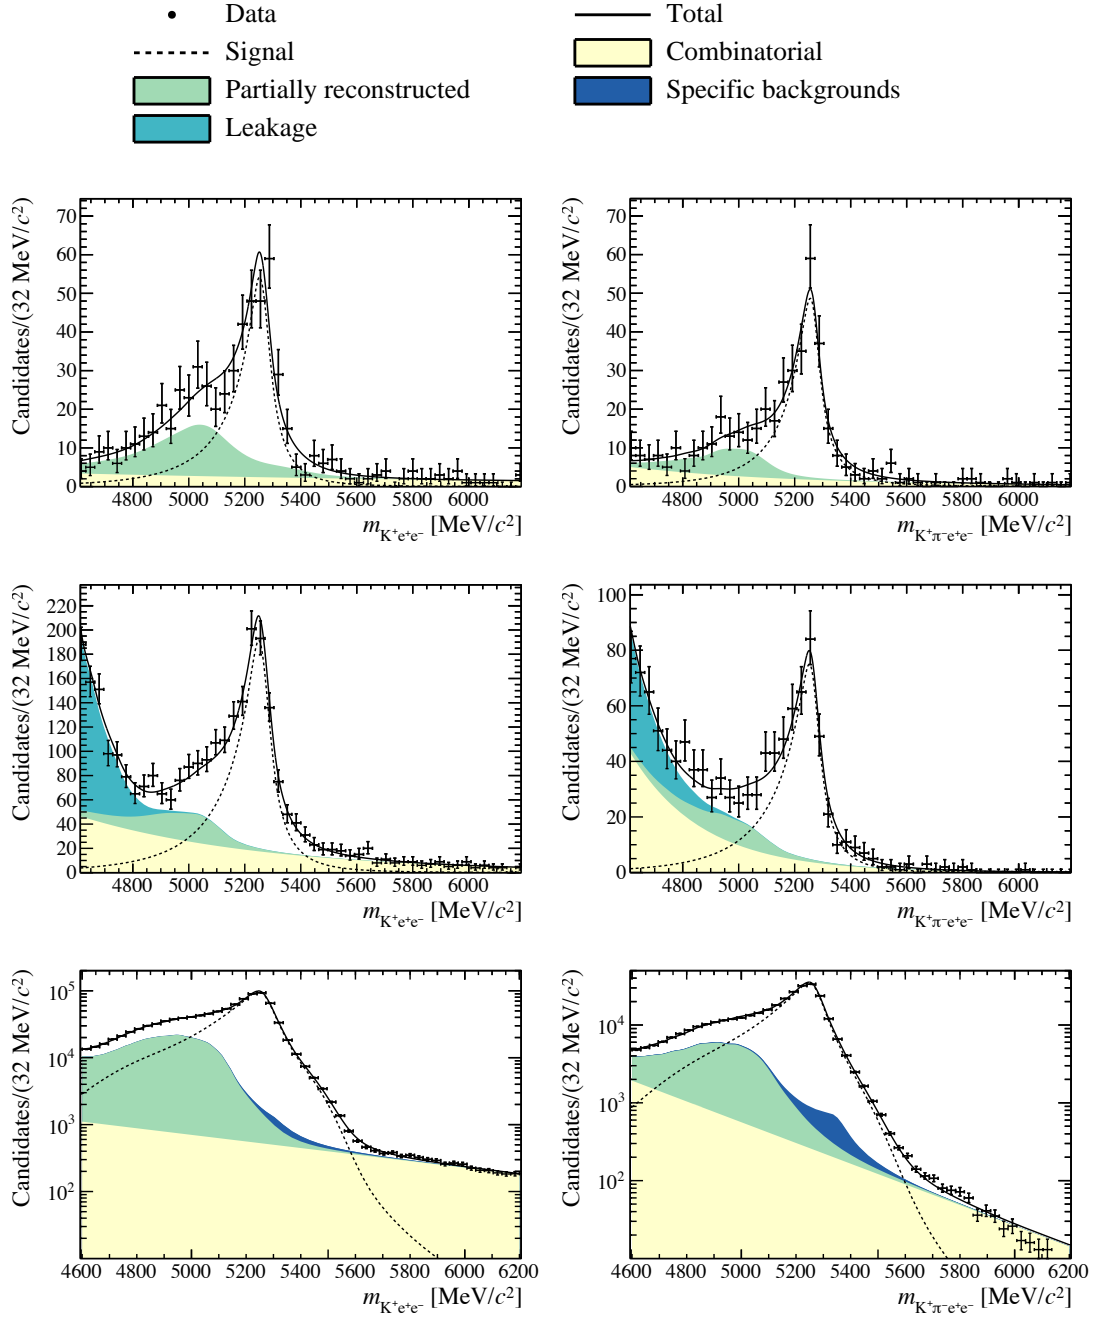 Data
Total
Signal
Combinatorial
Partially reconstructed
Specific backgrounds
Leakage
Candidates/(32 MeV/c²)
70
60
50
40
30
20
10
0
4800 5000 5200 5400 5600 5800 6000
m_K⁺e⁺e⁻ [MeV/c²]
Candidates/(32 MeV/c²)
70
60
50
40
30
20
10
0
4800 5000 5200 5400 5600 5800 6000
m_K⁺π⁻e⁺e⁻ [MeV/c²]
Candidates/(32 MeV/c²)
220
200
180
160
140
120
100
80
60
40
20
0
4800 5000 5200 5400 5600 5800 6000
m_K⁺e⁺e⁻ [MeV/c²]
Candidates/(32 MeV/c²)
100
80
60
40
20
0
4800 5000 5200 5400 5600 5800 6000
m_K⁺π⁻e⁺e⁻ [MeV/c²]
Candidates/(32 MeV/c²)
10⁵
10⁴
10³
10²
4600 4800 5000 5200 5400 5600 5800 6000 6200
m_K⁺e⁺e⁻ [MeV/c²]
Candidates/(32 MeV/c²)
10⁴
10³
10²
4600 4800 5000 5200 5400 5600 5800 6000 6200
m_K⁺π⁻e⁺e⁻ [MeV/c²]